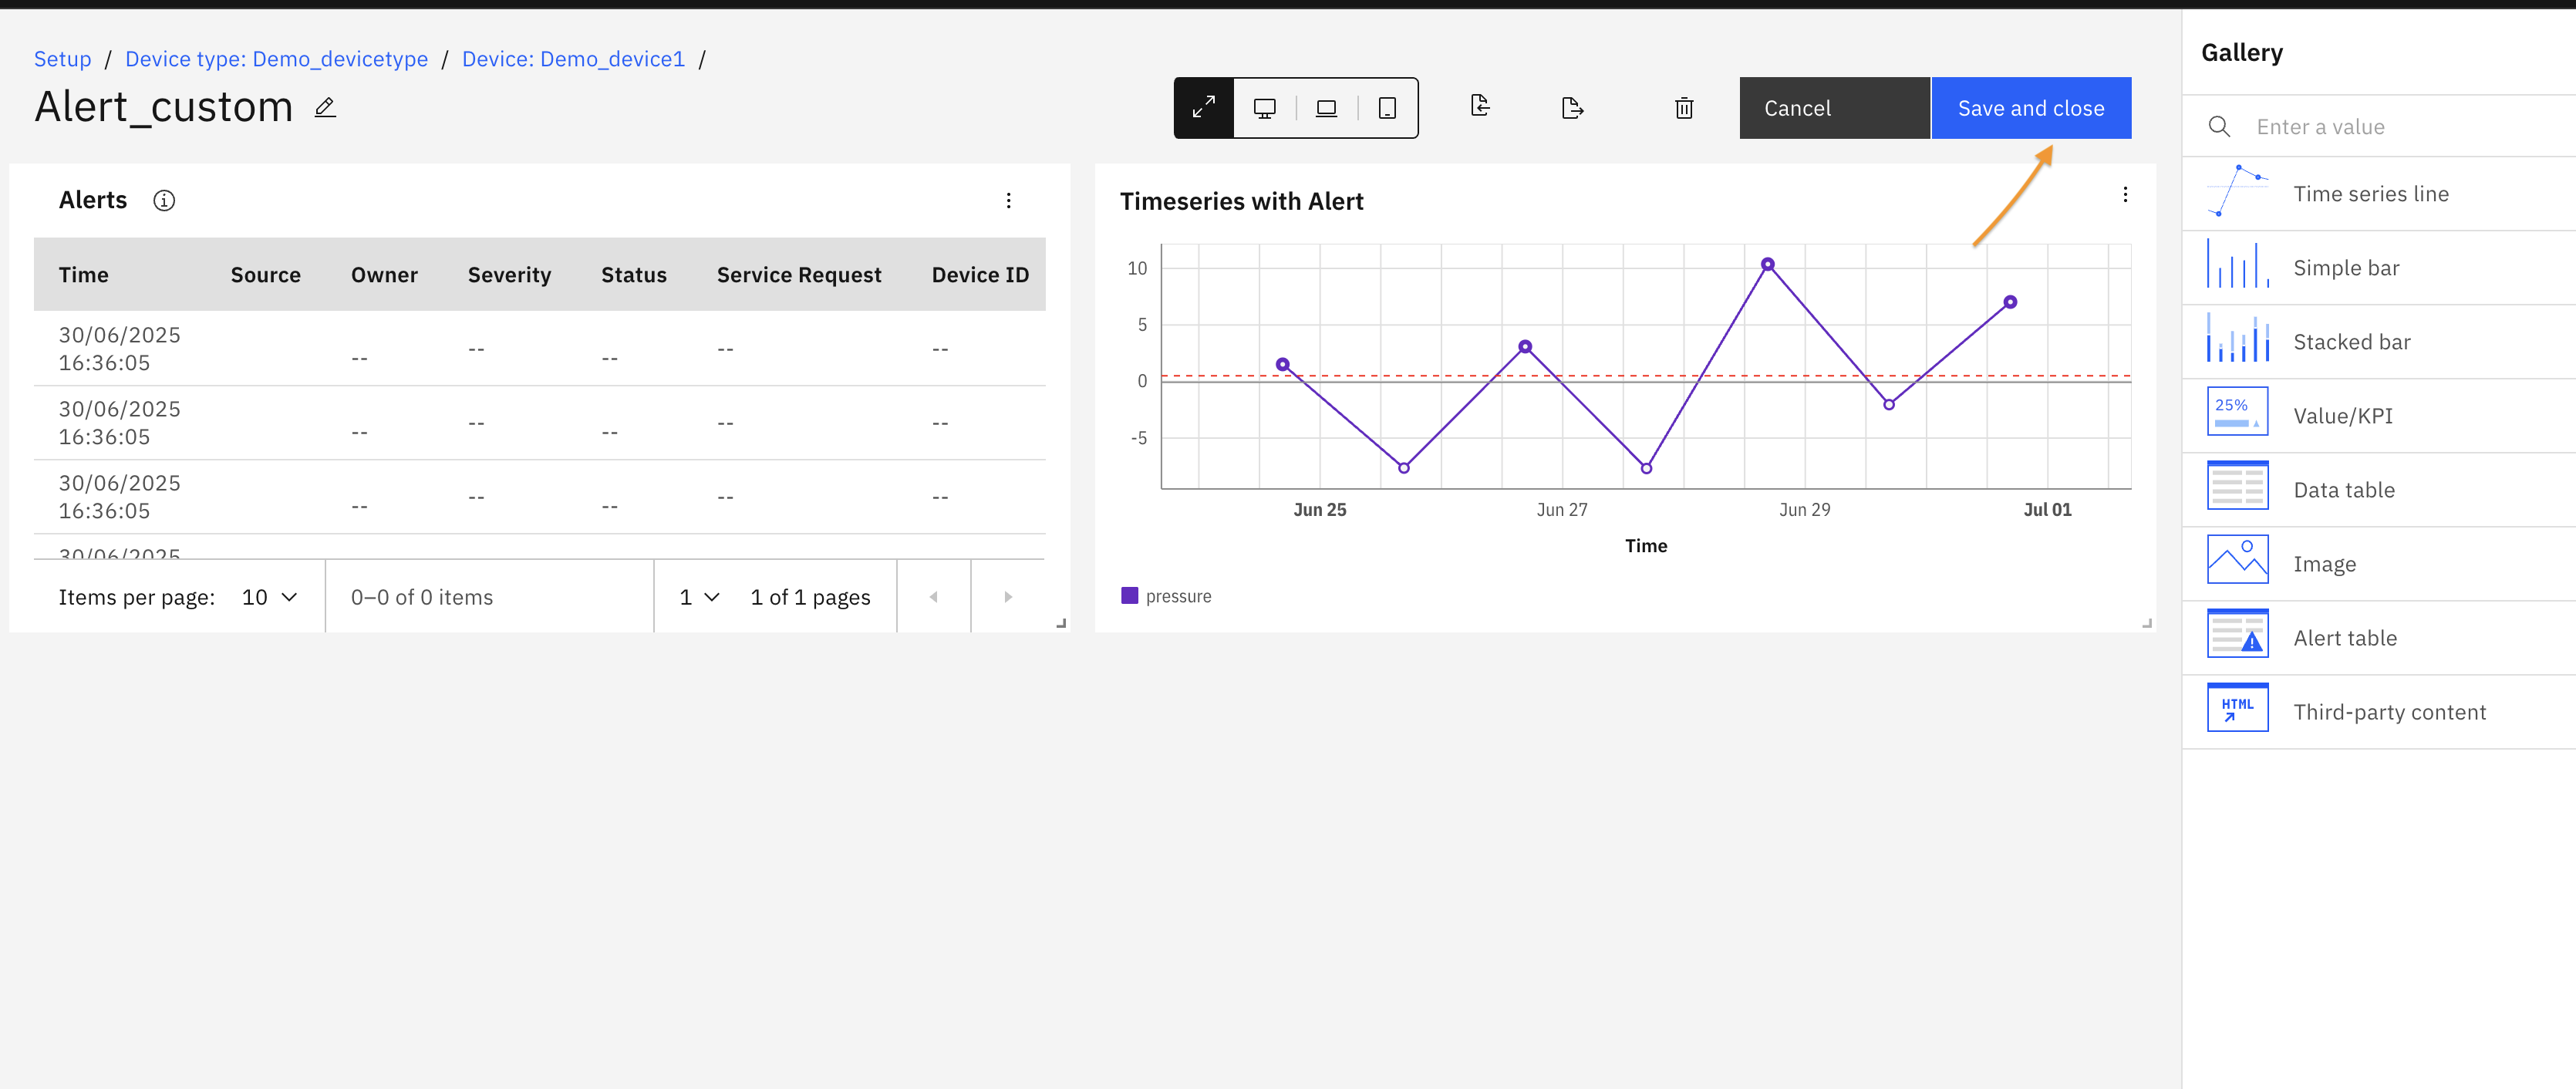 Setup / Device type: Demo_devicetype / Device: Demo_device1 /
Alert_custom
Cancel
Save and close
Alerts
Time Source Owner Severity Status Service Request Device ID
30/06/2025
16:36:05
-- -- -- -- --
30/06/2025
16:36:05
-- -- -- -- --
30/06/2025
16:36:05
-- -- -- -- --
30/06/2025
Items per page: 10
0–0 of 0 items
1
1 of 1 pages
Timeseries with Alert
10
5
0
-5
Jun 25
Jun 27
Jun 29
Jul 01
Time
pressure
Gallery
Enter a value
Time series line
Simple bar
Stacked bar
25%
Value/KPI
Data table
Image
Alert table
HTML
Third-party content